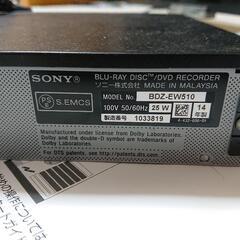 SONY
BLU-RAY DISC™/DVD RECORDER
ソニー株式会社 MADE IN MALAYSIA
PS E
S.EMCS
MODEL NO. BDZ-EW510
100V 50/60Hz 25 W
14年製
製造番号 1033819
Manufactured under license from Dolby Laboratories.
Dolby and the double-D symbol are trademarks of
Dolby Laboratories.
For DTS patents, see http://patents.dts.com.